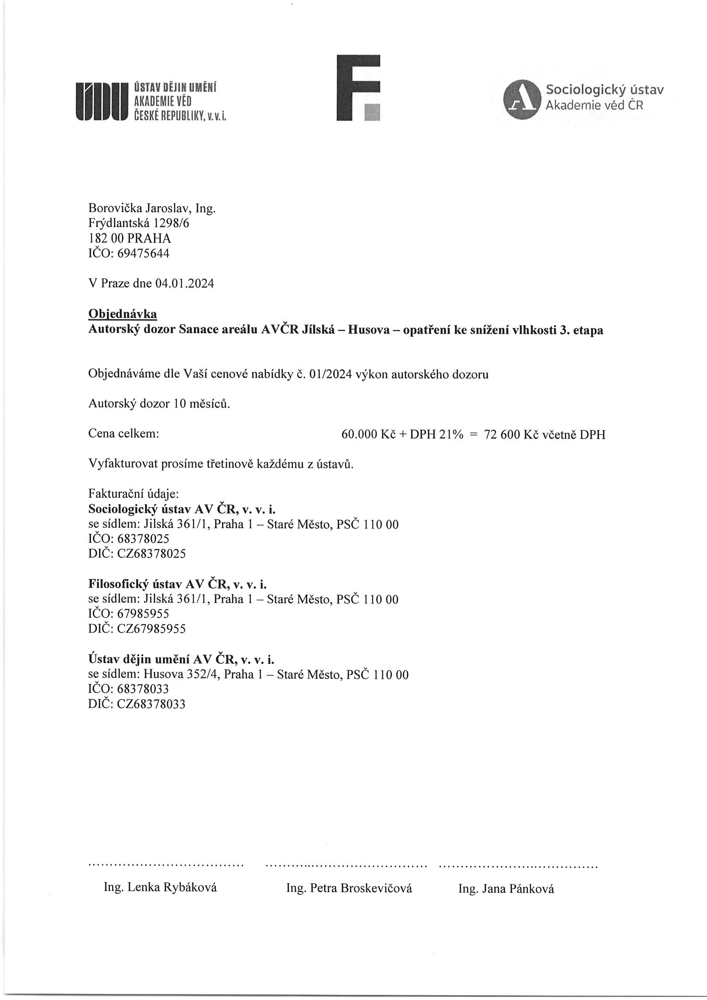 ÚDU
ÚSTAV DĚJIN UMĚNÍ
AKADEMIE VĚD
ČESKÉ REPUBLIKY, v. v. i.
F
Sociologický ústav
Akademie věd ČR
Borovička Jaroslav, Ing.
Frýdlantská 1298/6
182 00 PRAHA
IČO: 69475644
V Praze dne 04.01.2024
Objednávka
Autorský dozor Sanace areálu AVČR Jílská – Husova – opatření ke snížení vlhkosti 3. etapa
Objednáváme dle Vaší cenové nabídky č. 01/2024 výkon autorského dozoru
Autorský dozor 10 měsíců.
Cena celkem: 60.000 Kč + DPH 21% = 72 600 Kč včetně DPH
Vyfakturovat prosíme třetinově každému z ústavů.
Fakturační údaje:
Sociologický ústav AV ČR, v. v. i.
se sídlem: Jilská 361/1, Praha 1 – Staré Město, PSČ 110 00
IČO: 68378025
DIČ: CZ68378025
Filosofický ústav AV ČR, v. v. i.
se sídlem: Jilská 361/1, Praha 1 – Staré Město, PSČ 110 00
IČO: 67985955
DIČ: CZ67985955
Ústav dějin umění AV ČR, v. v. i.
se sídlem: Husova 352/4, Praha 1 – Staré Město, PSČ 110 00
IČO: 68378033
DIČ: CZ68378033
Ing. Lenka Rybáková Ing. Petra Broskevičová Ing. Jana Pánková